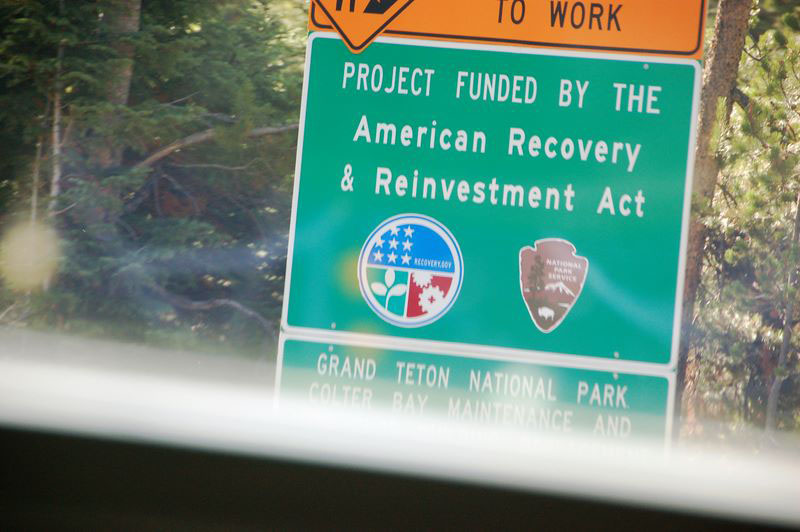 TO WORK
PROJECT FUNDED BY THE
American Recovery
& Reinvestment Act
RECOVERY.GOV
NATIONAL
PARK
SERVICE
GRAND TETON NATIONAL PARK
COLTER BAY MAINTENANCE AND